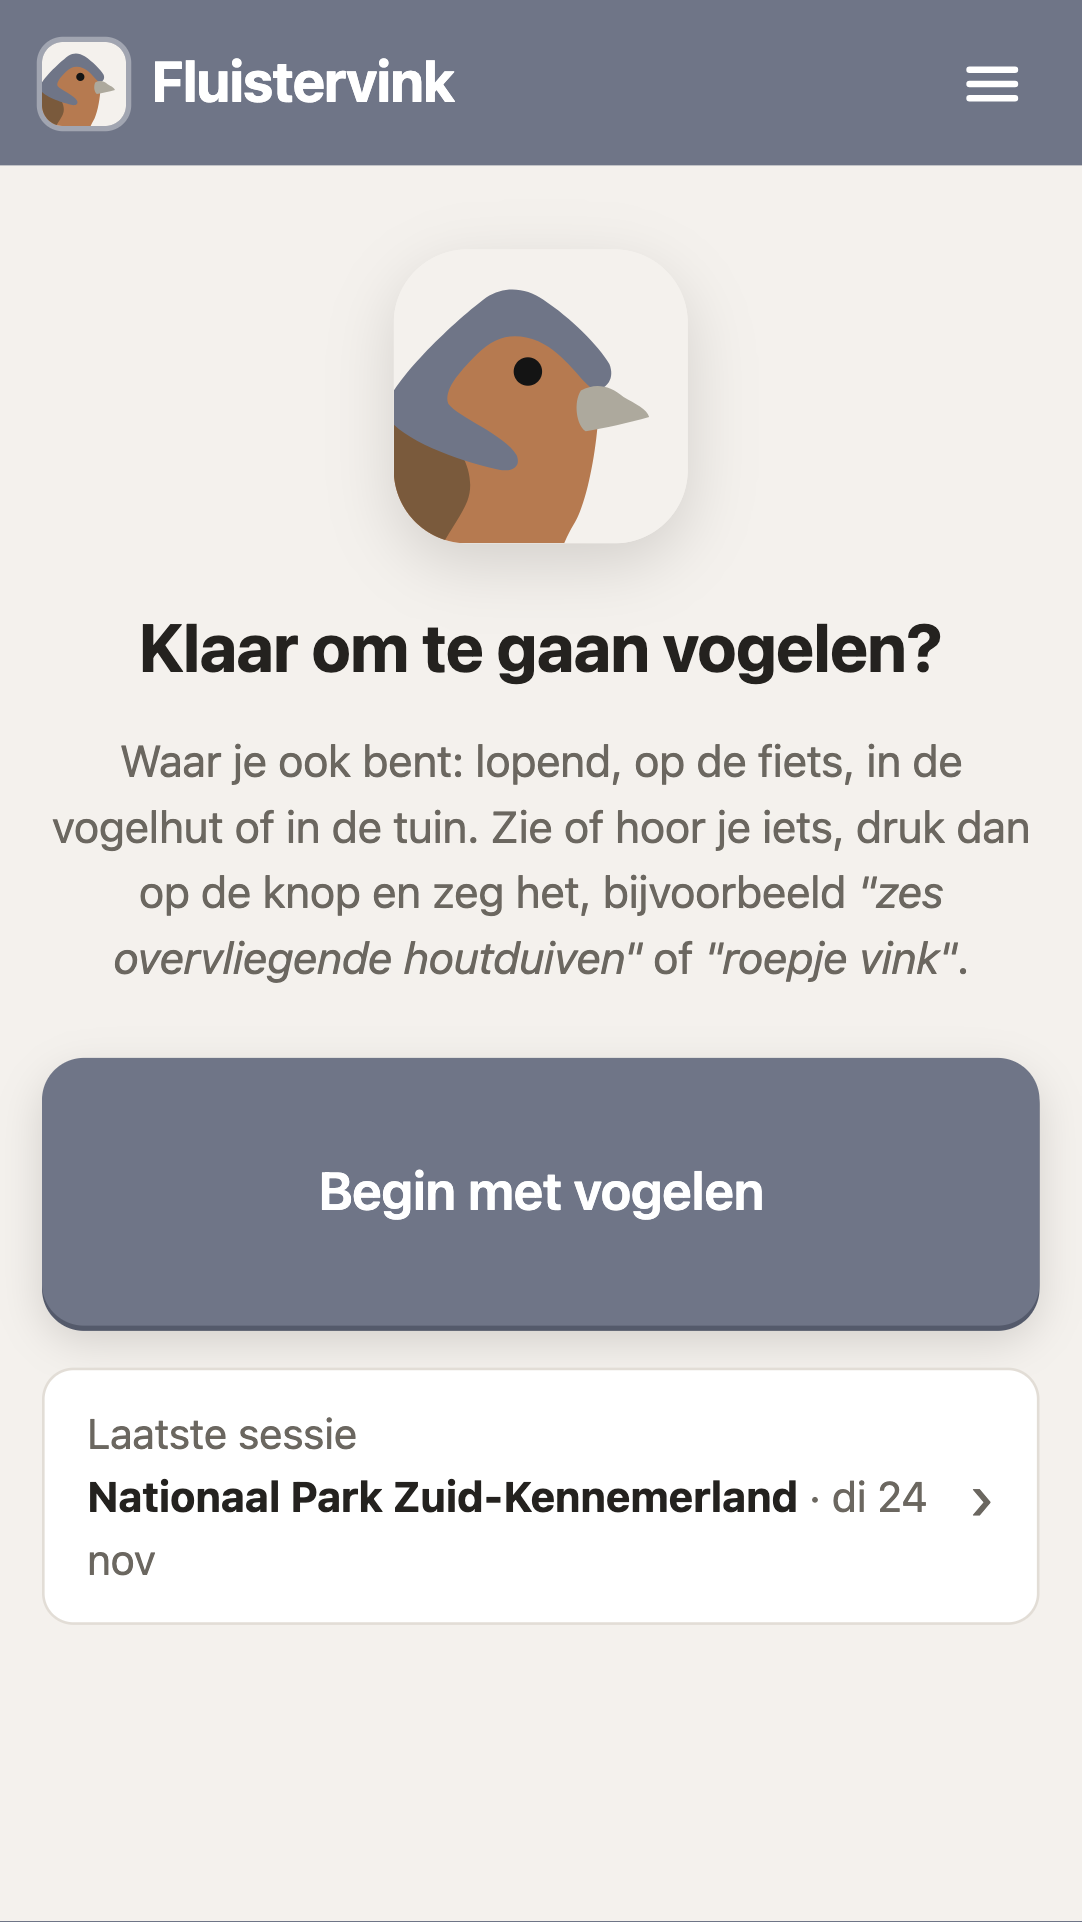 Fluistervink
Klaar om te gaan vogelen?
Waar je ook bent: lopend, op de fiets, in de
vogelhut of in de tuin. Zie of hoor je iets, druk dan
op de knop en zeg het, bijvoorbeeld "zes
overvliegende houtduiven" of "roepje vink".
Begin met vogelen
Laatste sessie
Nationaal Park Zuid-Kennemerland · di 24
nov